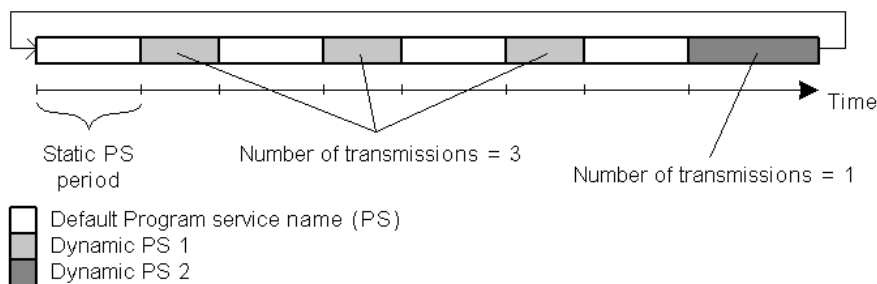 Time
Static PS
period
Number of transmissions = 3
Number of transmissions = 1
Default Program service name (PS)
Dynamic PS 1
Dynamic PS 2